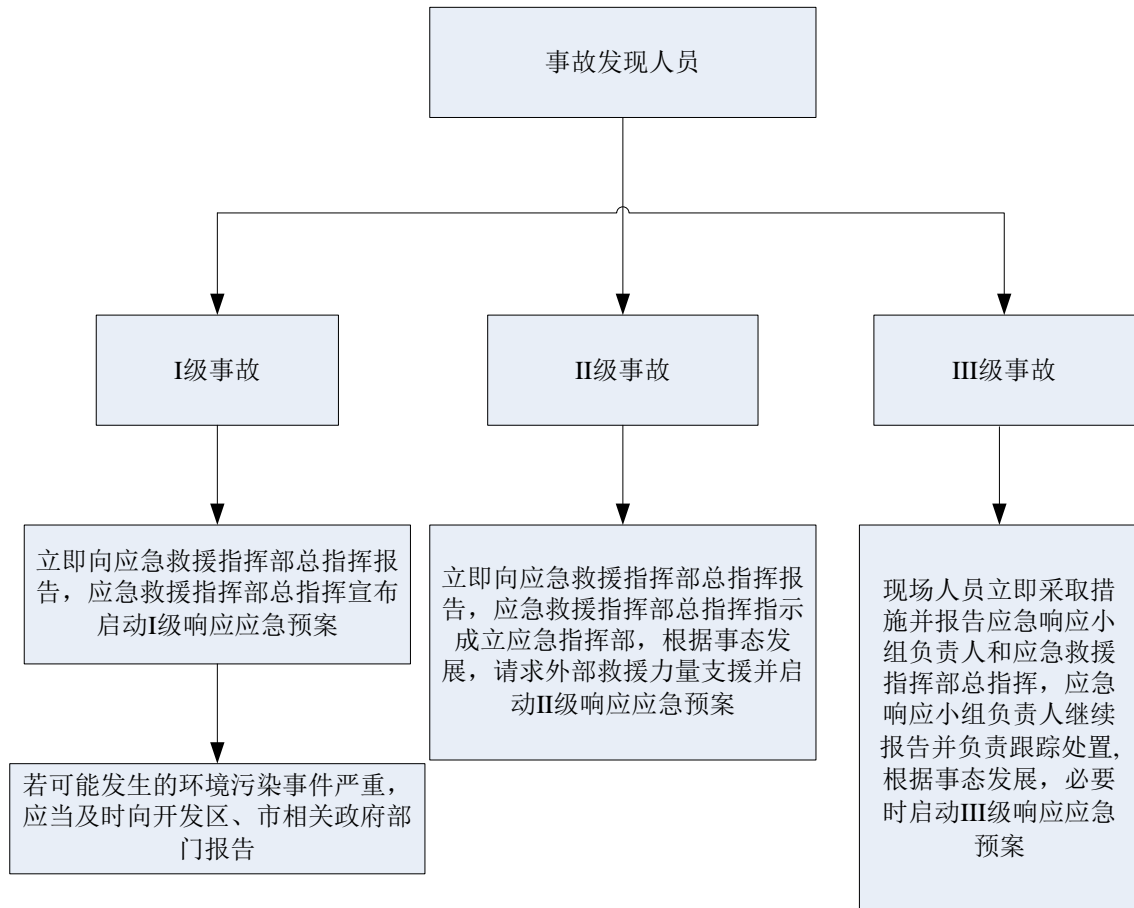 事故发现人员
I级事故
II级事故
III级事故
立即向应急救援指挥部总指挥报
告，应急救援指挥部总指挥宣布
启动I级响应应急预案
立即向应急救援指挥部总指挥报
告，应急救援指挥部总指挥指示
成立应急指挥部，根据事态发
展，请求外部救援力量支援并启
动II级响应应急预案
现场人员立即采取措
施并报告应急响应小
组负责人和应急救援
指挥部总指挥，应急
响应小组负责人继续
报告并负责跟踪处置,
根据事态发展，必要
时启动III级响应应急
预案
若可能发生的环境污染事件严重，
应当及时向开发区、市相关政府部
门报告